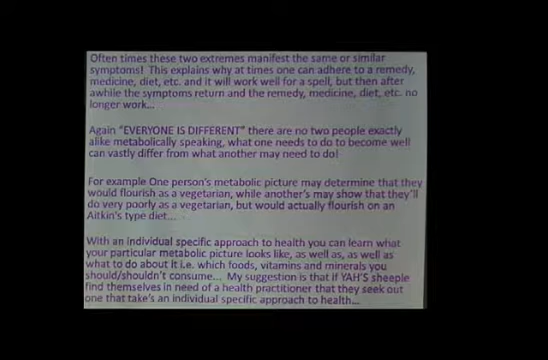 Often times these two extremes manifest the same or similar
symptoms! This explains why at times one can adhere to a remedy,
medicine, diet, etc. and it will work well for a spell, but then after
awhile the symptoms return and the remedy, medicine, diet, etc. no
longer work...
Again "EVERYONE IS DIFFERENT" there are no two people exactly
alike metabolically speaking, what one needs to do to become well
can vastly differ from what another may need to do!
For example One person's metabolic picture may determine that they
would flourish as a vegetarian, while another's may show that they'll
do very poorly as a vegetarian, but would actually flourish on an
Aitkin's type diet...
With an individual specific approach to health you can learn what
your particular metabolic picture looks like, as well as, as well as
what to do about it i.e. which foods, vitamins and minerals you
should/shouldn't consume... My suggestion is that if YAH'S sheeple
find themselves in need of a health practitioner that they seek out
one that take's an individual specific approach to health...